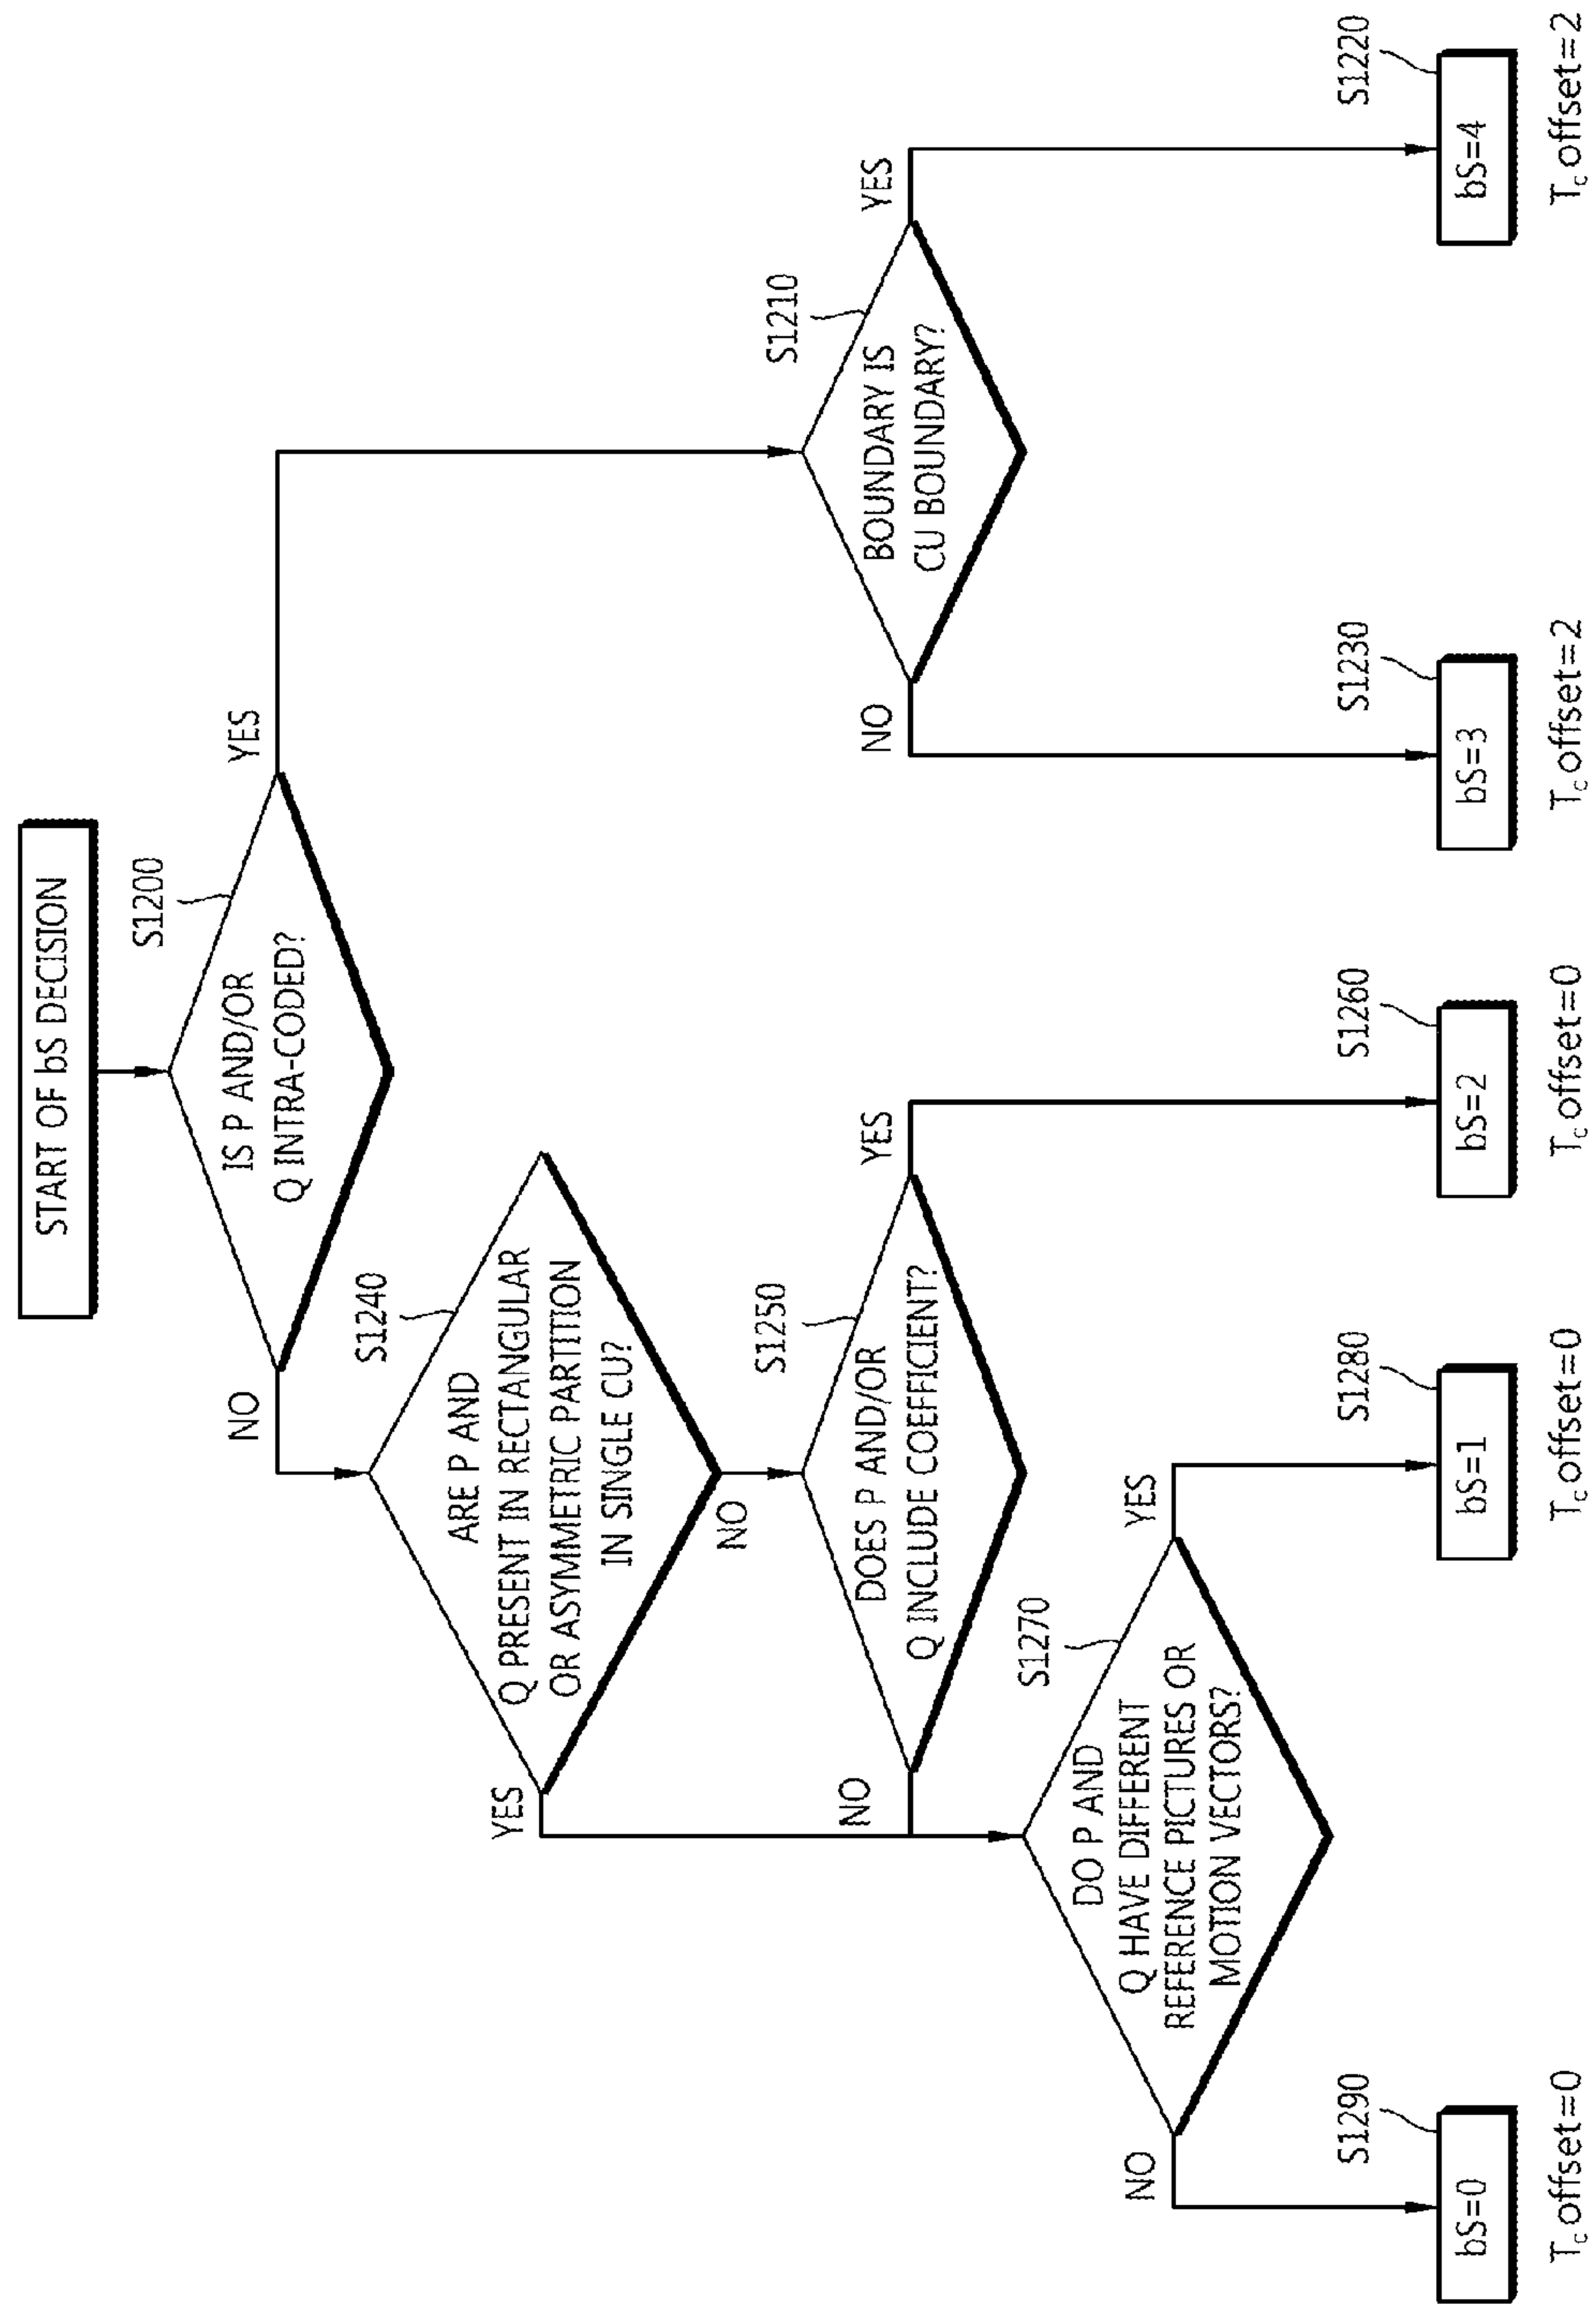 START OF bS DECISION
S1200
IS P AND/OR
Q INTRA-CODED?
NO
YES
S1240
ARE P AND
Q PRESENT IN RECTANGULAR
OR ASYMMETRIC PARTITION
IN SINGLE CU?
YES
NO
S1250
DOES P AND/OR
Q INCLUDE COEFFICIENT?
NO
YES
S1210
BOUNDARY IS
CU BOUNDARY?
NO
YES
S1270
DO P AND
Q HAVE DIFFERENT
REFERENCE PICTURES OR
MOTION VECTORS?
NO
YES
S1290
bS=0
Tc offset=0
S1280
bS=1
Tc offset=0
S1260
bS=2
Tc offset=0
S1230
bS=3
Tc offset=2
S1220
bS=4
Tc offset=2